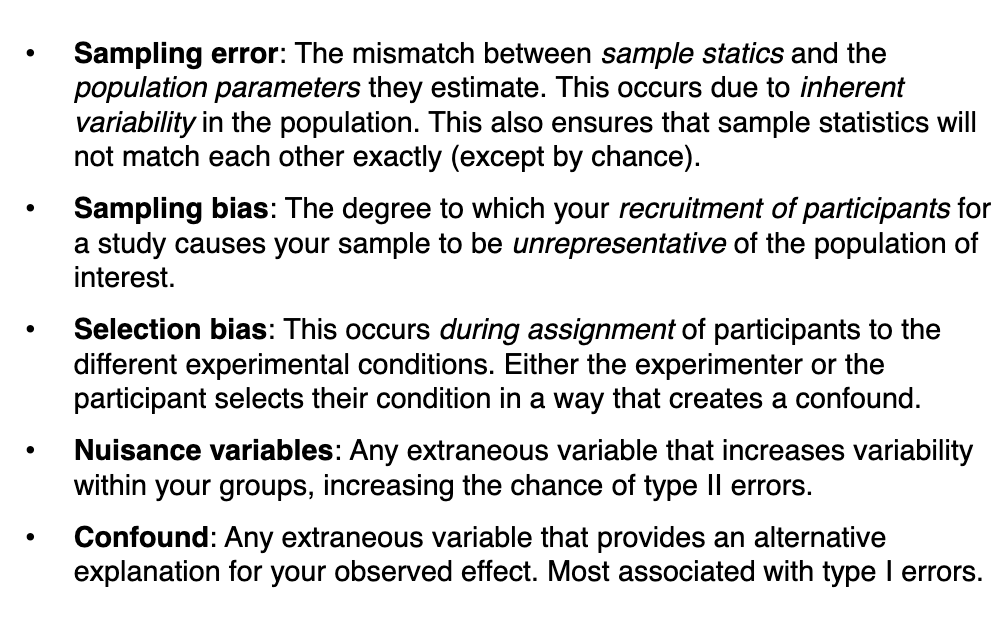 • Sampling error: The mismatch between sample statics and the
population parameters they estimate. This occurs due to inherent
variability in the population. This also ensures that sample statistics will
not match each other exactly (except by chance).
• Sampling bias: The degree to which your recruitment of participants for
a study causes your sample to be unrepresentative of the population of
interest.
• Selection bias: This occurs during assignment of participants to the
different experimental conditions. Either the experimenter or the
participant selects their condition in a way that creates a confound.
• Nuisance variables: Any extraneous variable that increases variability
within your groups, increasing the chance of type II errors.
• Confound: Any extraneous variable that provides an alternative
explanation for your observed effect. Most associated with type I errors.